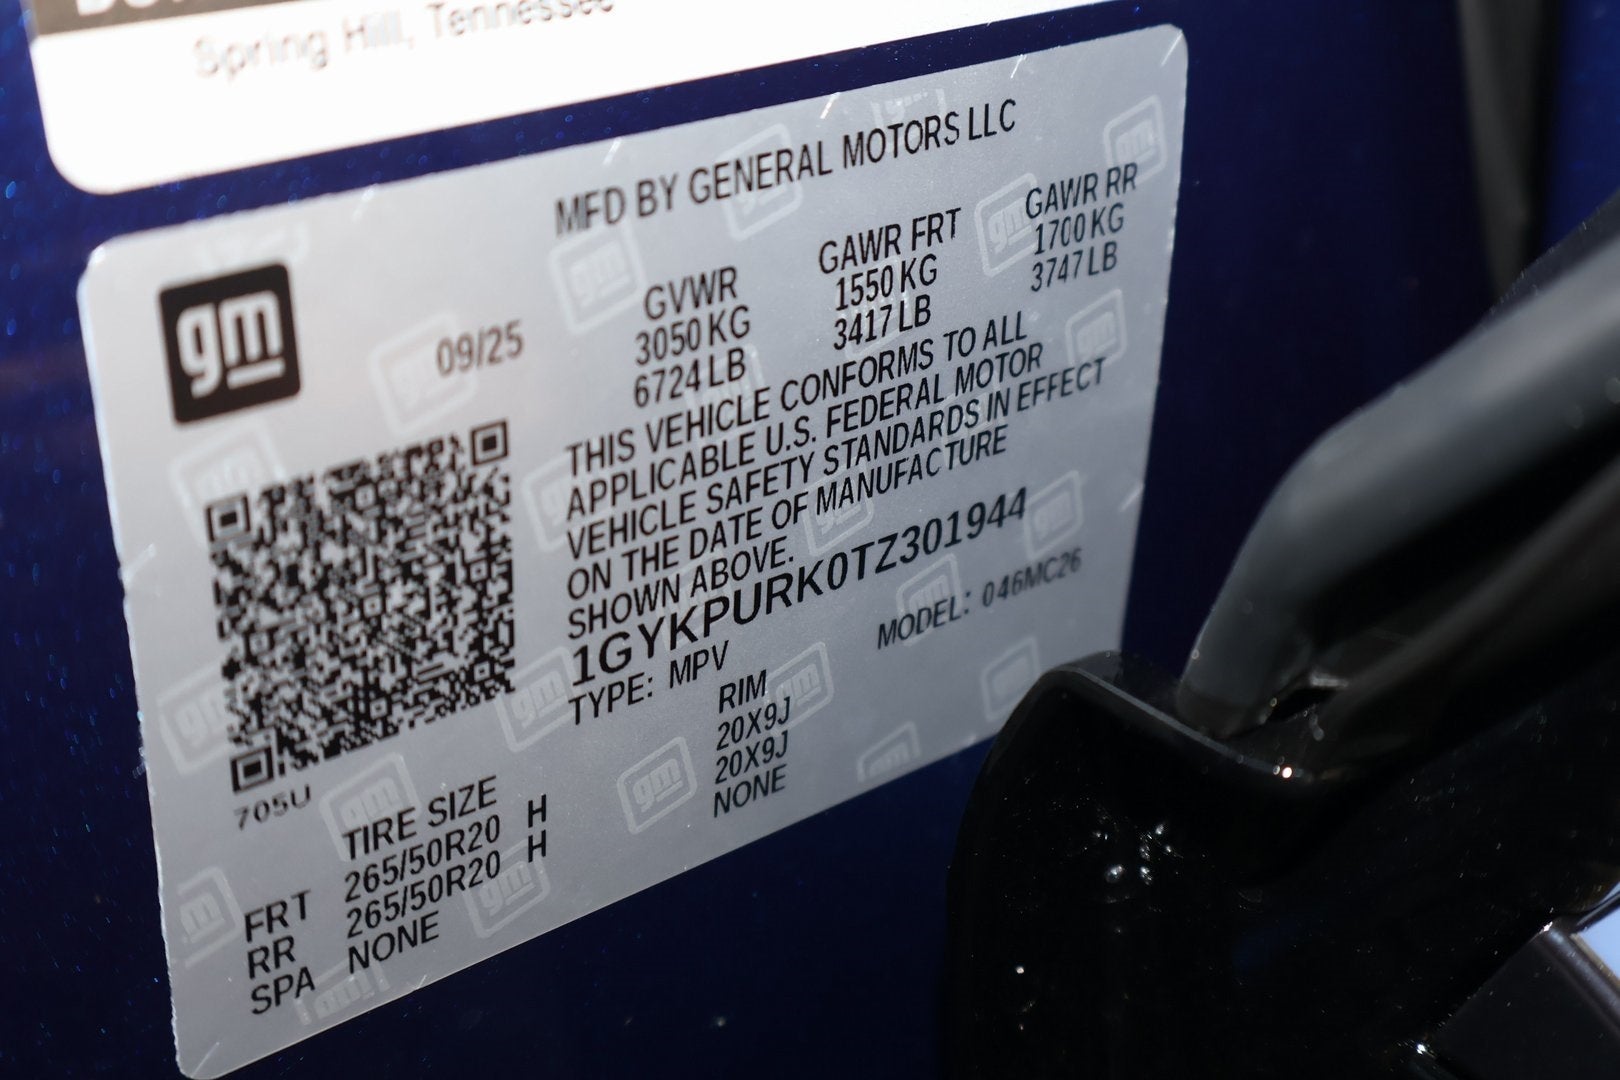 Spring Hill, Tennessee
MFD BY GENERAL MOTORS LLC
gm
09/25
GVWR
3050 KG
6724 LB
GAWR FRT
1550 KG
3417 LB
GAWR RR
1700 KG
3747 LB
THIS VEHICLE CONFORMS TO ALL
APPLICABLE U.S. FEDERAL MOTOR
VEHICLE SAFETY STANDARDS IN EFFECT
ON THE DATE OF MANUFACTURE
SHOWN ABOVE.
1GYKPURK0TZ301944
TYPE: MPV
MODEL: 046MC26
705U
TIRE SIZE
RIM
FRT 265/50R20 H 20X9J
RR 265/50R20 H 20X9J
SPA NONE NONE